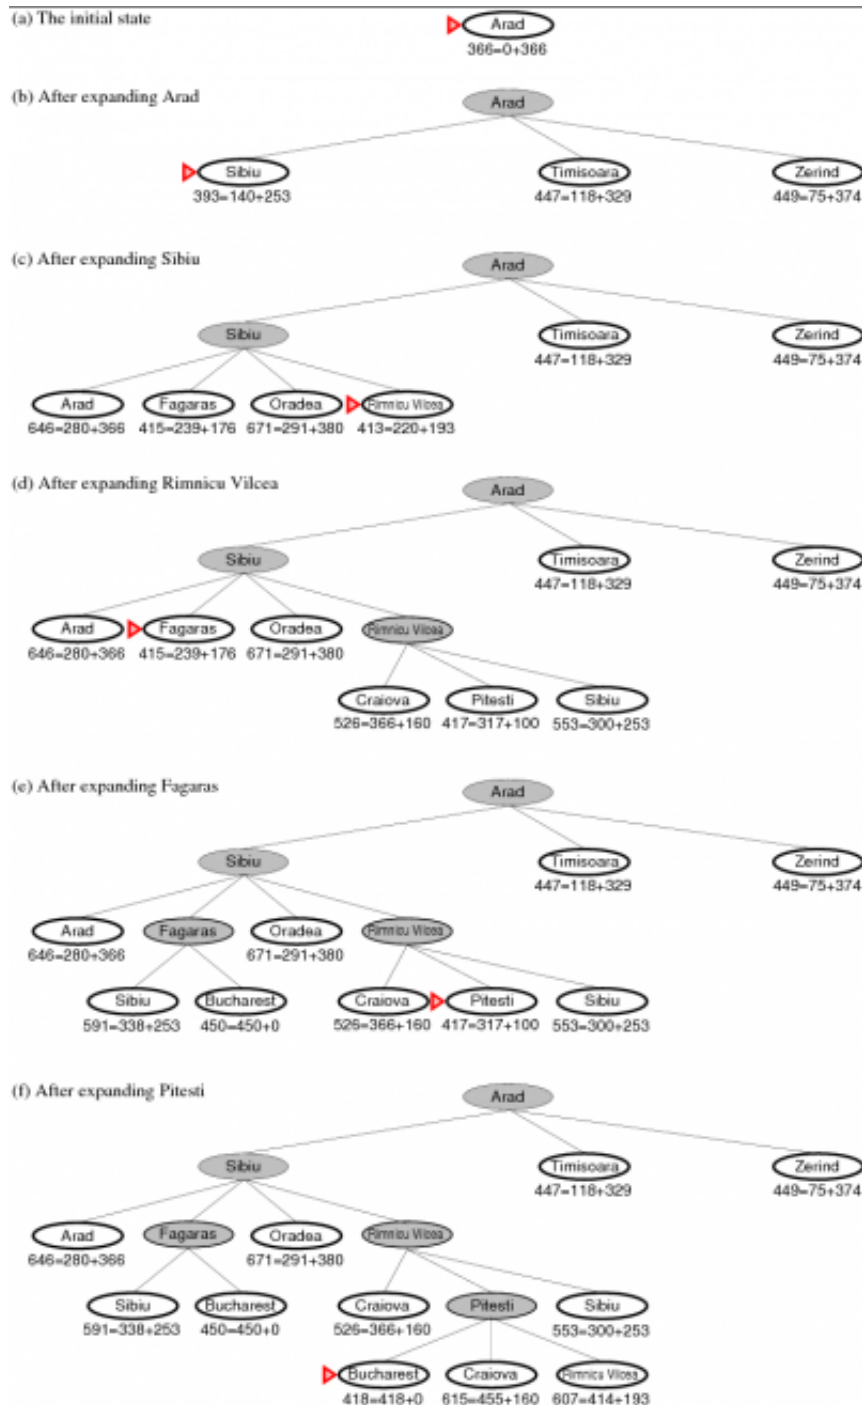 (a) The initial state
Arad
366=0+366
(b) After expanding Arad
Arad
Sibiu Timisoara Zerind
393=140+253 447=118+329 449=75+374
(c) After expanding Sibiu
Arad
Sibiu Timisoara Zerind
447=118+329 449=75+374
Arad Fagaras Oradea Rimnicu Vilcea
646=280+366 415=239+176 671=291+380 413=220+193
(d) After expanding Rimnicu Vilcea
Arad
Sibiu Timisoara Zerind
447=118+329 449=75+374
Arad Fagaras Oradea Rimnicu Vilcea
646=280+366 415=239+176 671=291+380
Craiova Pitesti Sibiu
526=366+160 417=317+100 553=300+253
(e) After expanding Fagaras
Arad
Sibiu Timisoara Zerind
447=118+329 449=75+374
Arad Fagaras Oradea Rimnicu Vilcea
646=280+366 671=291+380
Sibiu Bucharest Craiova Pitesti Sibiu
591=338+253 450=450+0 526=366+160 417=317+100 553=300+253
(f) After expanding Pitesti
Arad
Sibiu Timisoara Zerind
447=118+329 449=75+374
Arad Fagaras Oradea Rimnicu Vilcea
646=280+366 671=291+380
Sibiu Bucharest Craiova Pitesti Sibiu
591=338+253 450=450+0 526=366+160 553=300+253
Bucharest Craiova Rimnicu Vilcea
418=418+0 615=455+160 607=414+193